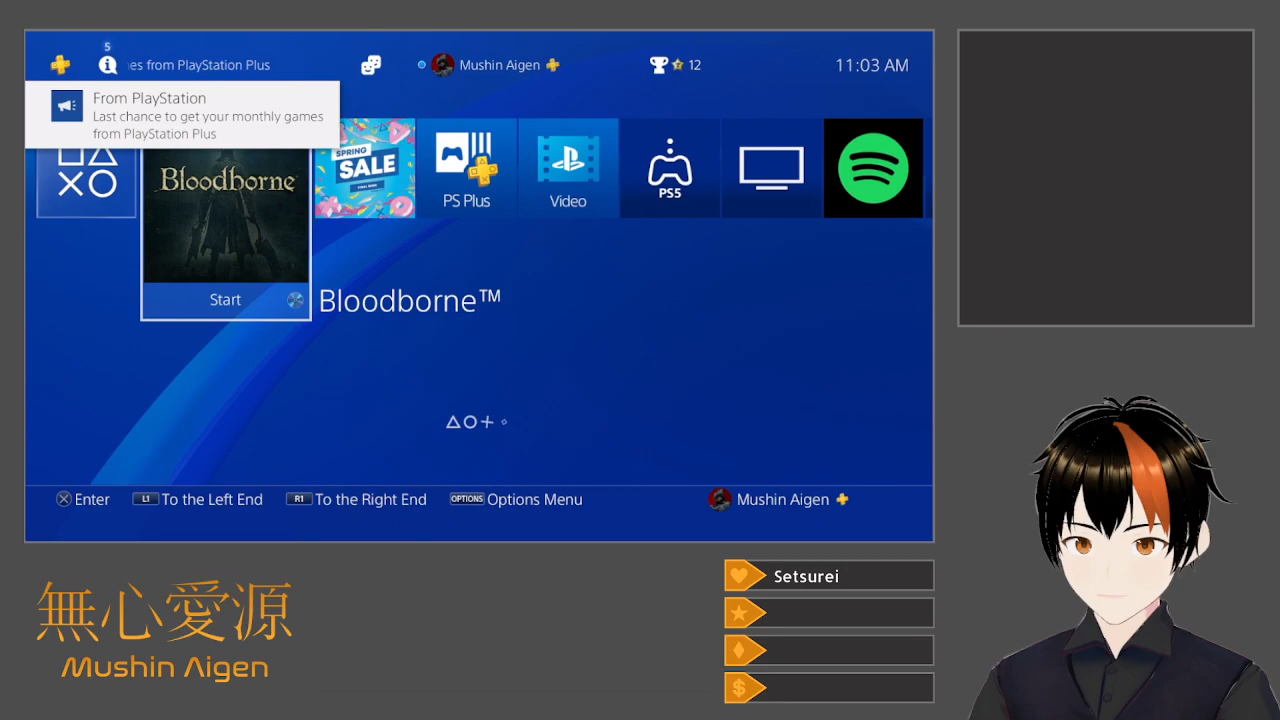 5
es from PlayStation Plus
Mushin Aigen
12
11:03 AM
From PlayStation
Last chance to get your monthly games
from PlayStation Plus
Bloodborne
SPRING
SALE
PS Plus
Video
PS5
Start
Bloodborne™
Enter
L1 To the Left End
R1 To the Right End
OPTIONS Options Menu
Mushin Aigen
無心愛源
Mushin Aigen
Setsurei
$